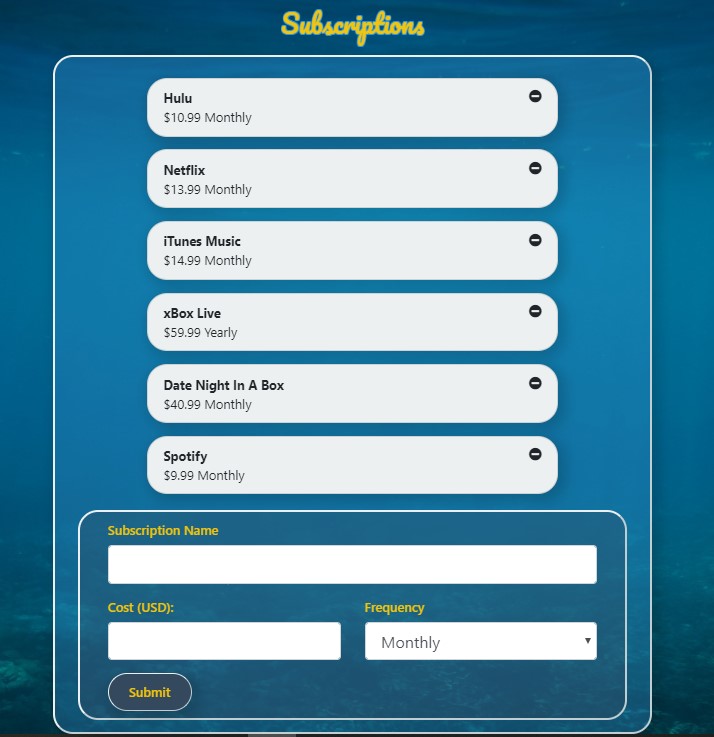 Subscriptions
Hulu
$10.99 Monthly
Netflix
$13.99 Monthly
iTunes Music
$14.99 Monthly
xBox Live
$59.99 Yearly
Date Night In A Box
$40.99 Monthly
Spotify
$9.99 Monthly
Subscription Name
Cost (USD): Frequency
Monthly
Submit